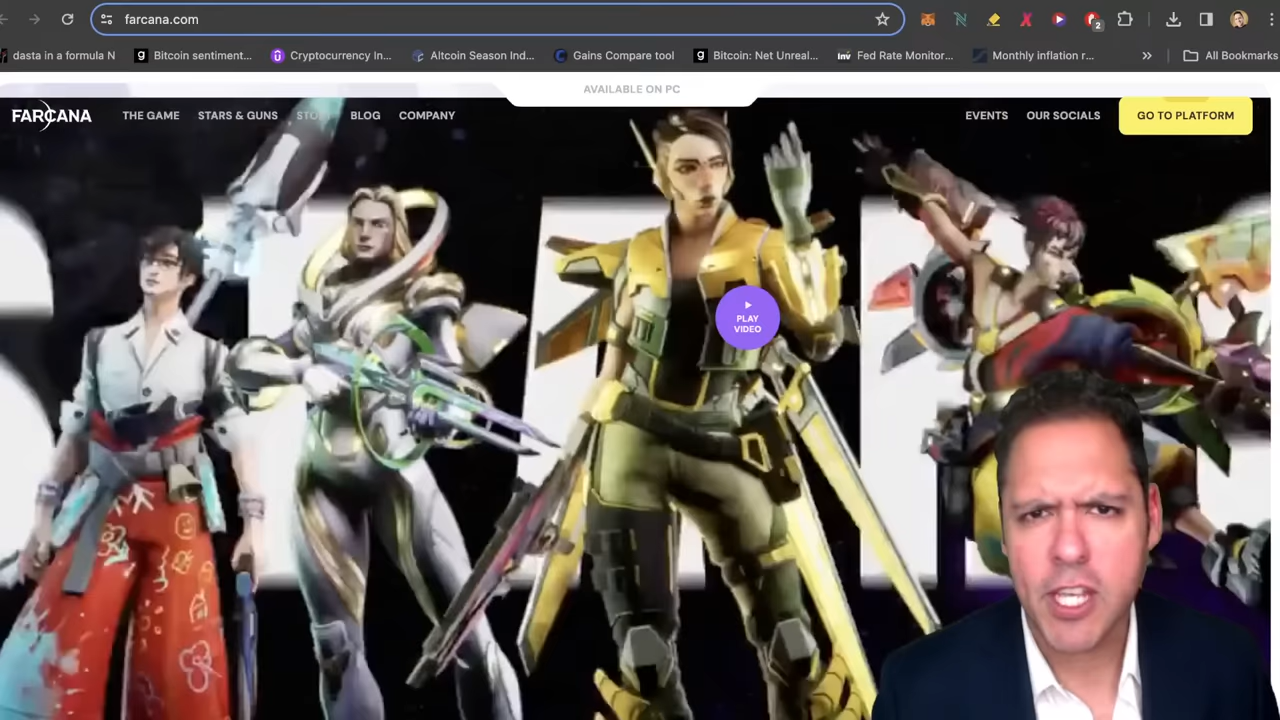 farcana.com
2
dasta in a formula N
Bitcoin sentiment...
Cryptocurrency In...
Altcoin Season Ind...
Gains Compare tool
Bitcoin: Net Unreal...
Fed Rate Monitor...
Monthly inflation r...
All Bookmarks
AVAILABLE ON PC
FARCANA
THE GAME
STARS & GUNS
BLOG
COMPANY
EVENTS
OUR SOCIALS
GO TO PLATFORM
PLAY
VIDEO